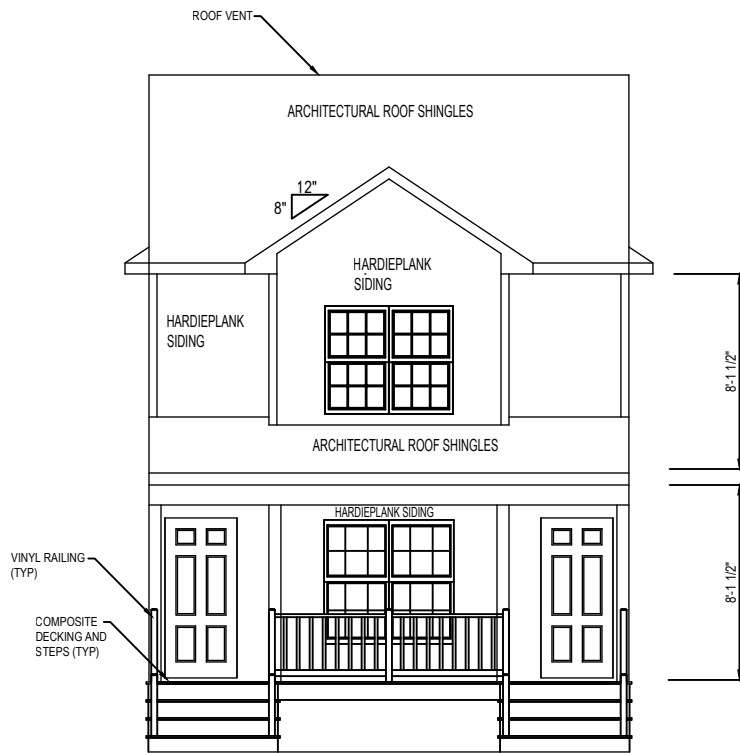 ROOF VENT
ARCHITECTURAL ROOF SHINGLES
12"
8"
HARDIEPLANK
SIDING
HARDIEPLANK
SIDING
8'-1 1/2"
ARCHITECTURAL ROOF SHINGLES
HARDIEPLANK SIDING
8'-1 1/2"
VINYL RAILING
(TYP)
COMPOSITE
DECKING AND
STEPS (TYP)